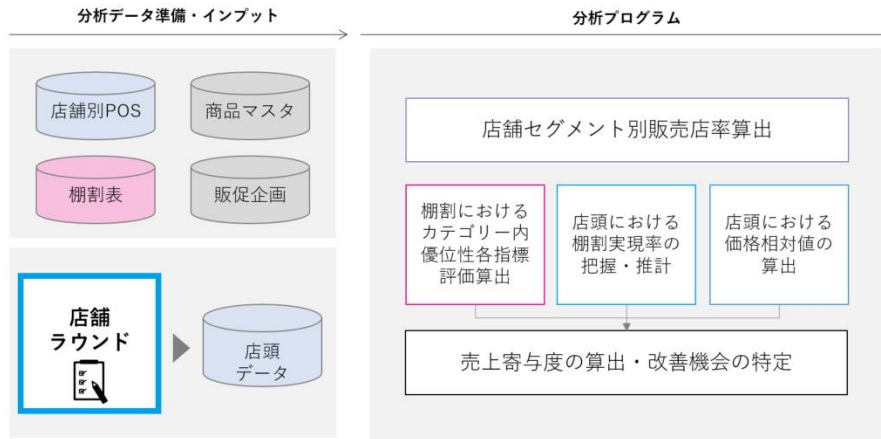 分析データ準備・インプット
分析プログラム
店舗別POS
商品マスタ
棚割表
販促企画
店舗
ラウンド
店頭
データ
店舗セグメント別販売店率算出
棚割における
カテゴリー内
優位性各指標
評価算出
店頭における
棚割実現率の
把握・推計
店頭における
価格相対値の
算出
売上寄与度の算出・改善機会の特定